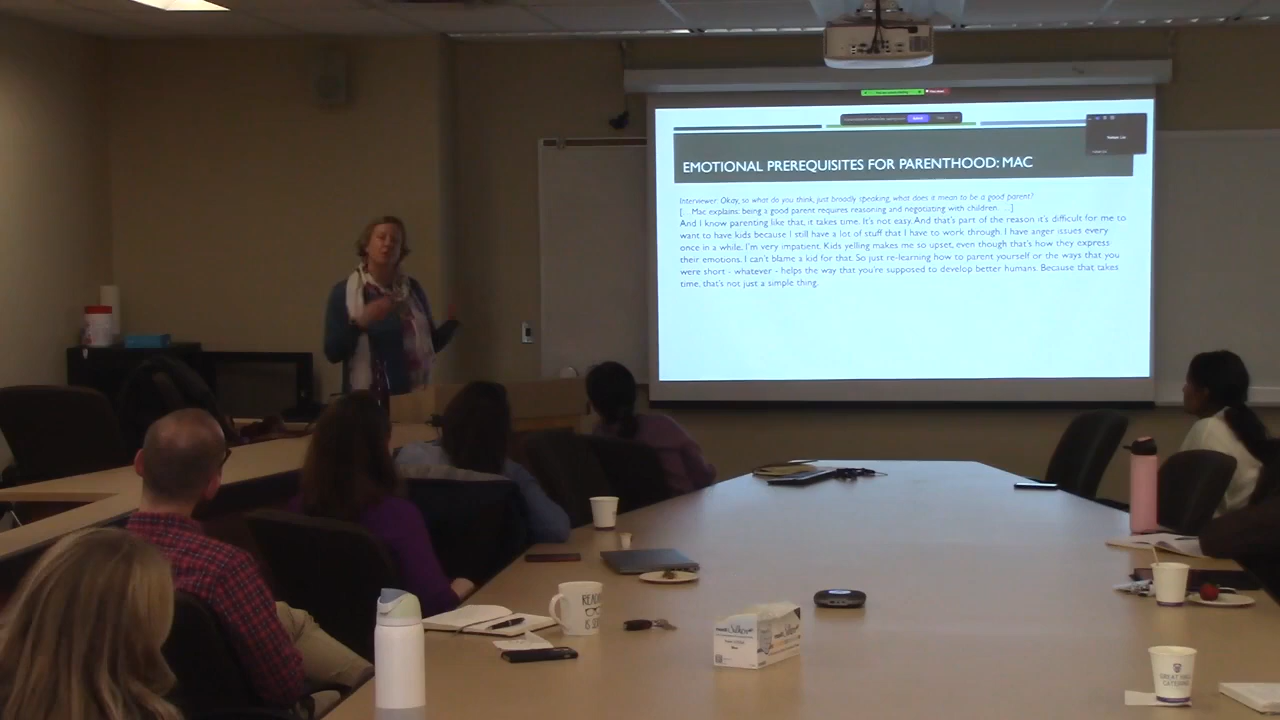 EMOTIONAL PREREQUISITES FOR PARENTHOOD: MAC
Interviewer: Okay, so what do you think, just broadly speaking, what does it mean to be a good parent?
[…Mac explains: being a good parent requires reasoning and negotiating with children. …]
And I know parenting like that, it takes time. It's not easy. And that's part of the reason it's difficult for me to
want to have kids because I still have a lot of stuff that I have to work through. I have anger issues every
once in a while. I'm very impatient. Kids yelling makes me so upset, even though that's how they express
their emotions. I can't blame a kid for that. So just re-learning how to parent yourself or the ways that you
were short - whatever - helps the way that you're supposed to develop better humans. Because that takes
time, that's not just a simple thing.
READING
IS
GREAT HALL
CATERING